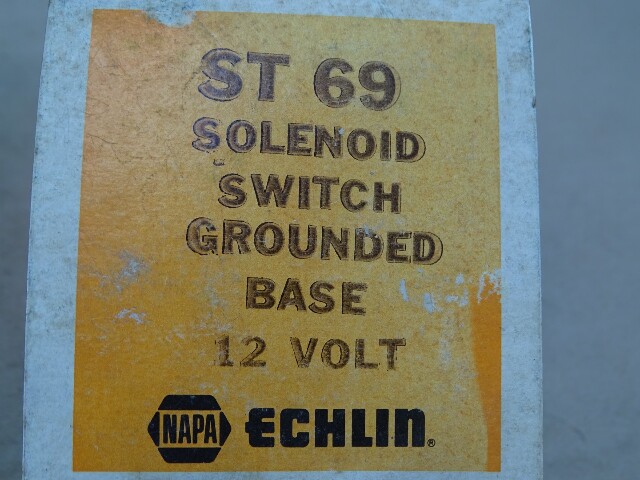 ST 69
SOLENOID
SWITCH
GROUNDED
BASE
12 VOLT
NAPA ECHLIN®